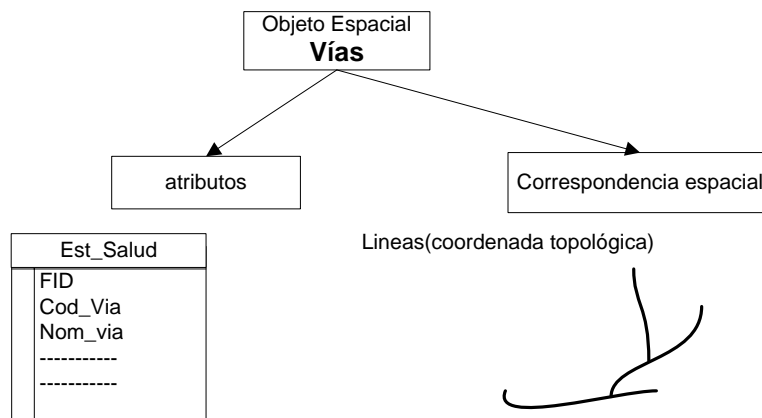 Objeto Espacial
Vías
atributos
Correspondencia espacial
Est_Salud
FID
Cod_Via
Nom_via
-----------
-----------
Lineas(coordenada topológica)